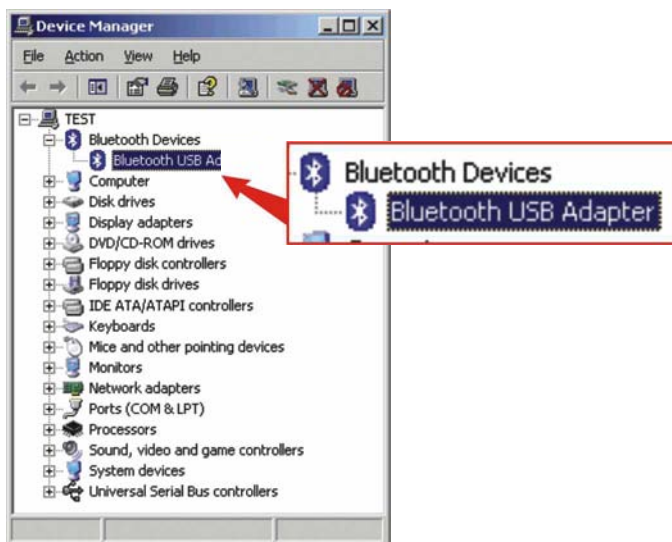 Device Manager
File Action View Help
TEST
Bluetooth Devices
Bluetooth USB Ad
Computer
Disk drives
Display adapters
DVD/CD-ROM drives
Floppy disk controllers
Floppy disk drives
IDE ATA/ATAPI controllers
Keyboards
Mice and other pointing devices
Monitors
Network adapters
Ports (COM & LPT)
Processors
Sound, video and game controllers
System devices
Universal Serial Bus controllers
Bluetooth Devices
Bluetooth USB Adapter